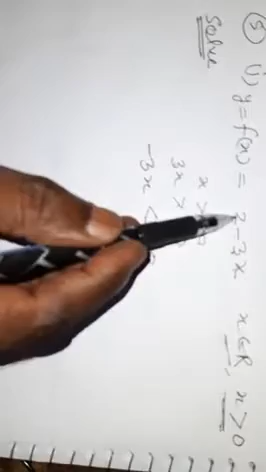 ⑤ (i) y = f(x) = 2 - 3x x ∈ R, x > 0
Solve
x >
3x >
-3x <